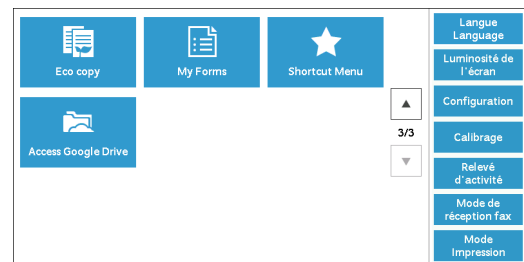 Eco copy
My Forms
Shortcut Menu
Access Google Drive
3/3
Langue
Language
Luminosité de
l'écran
Configuration
Calibrage
Relevé
d'activité
Mode de
réception fax
Mode
Impression